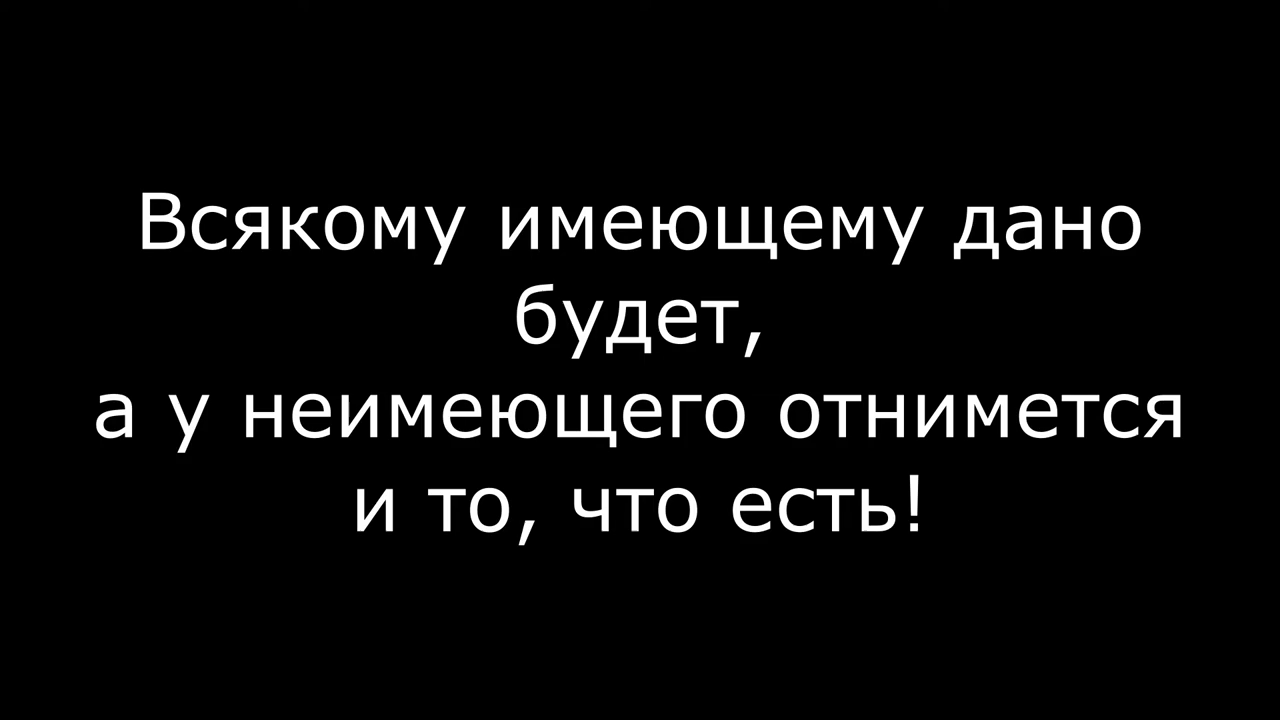 Всякому имеющему дано
будет,
а у неимеющего отнимется
и то, что есть!